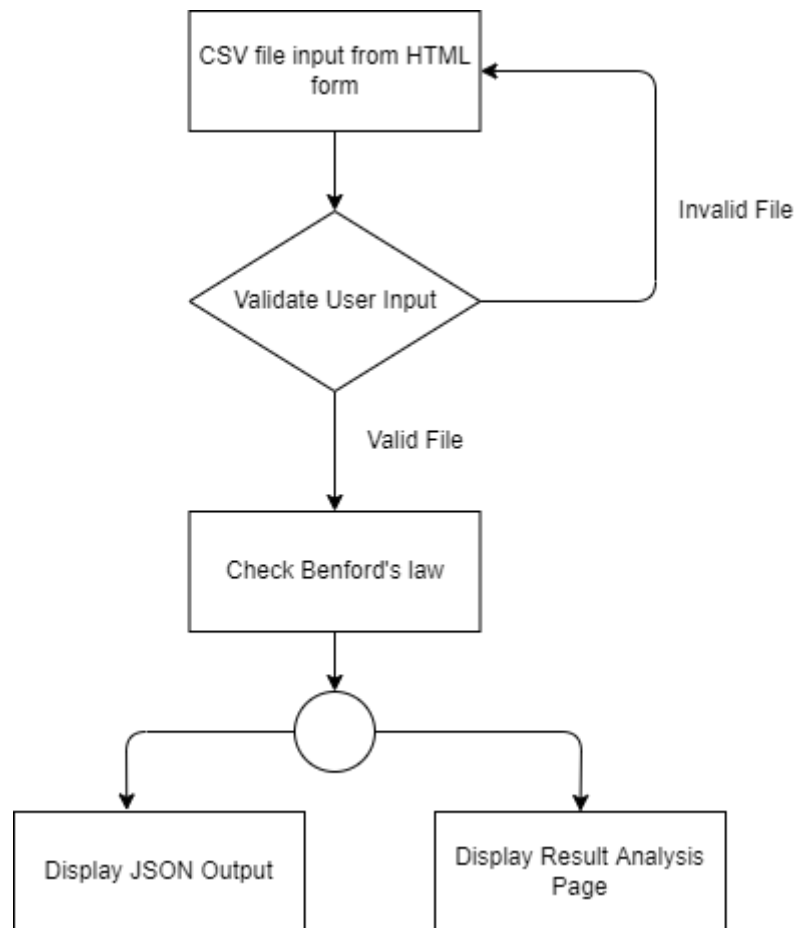 CSV file input from HTML
form
Invalid File
Validate User Input
Valid File
Check Benford's law
Display JSON Output
Display Result Analysis
Page